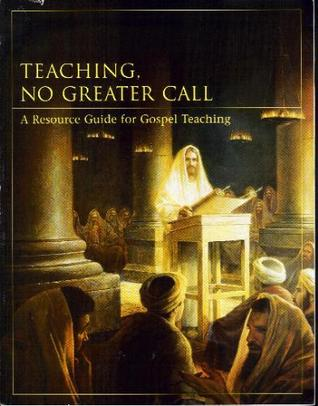 TEACHING,
NO GREATER CALL
A Resource Guide for Gospel Teaching